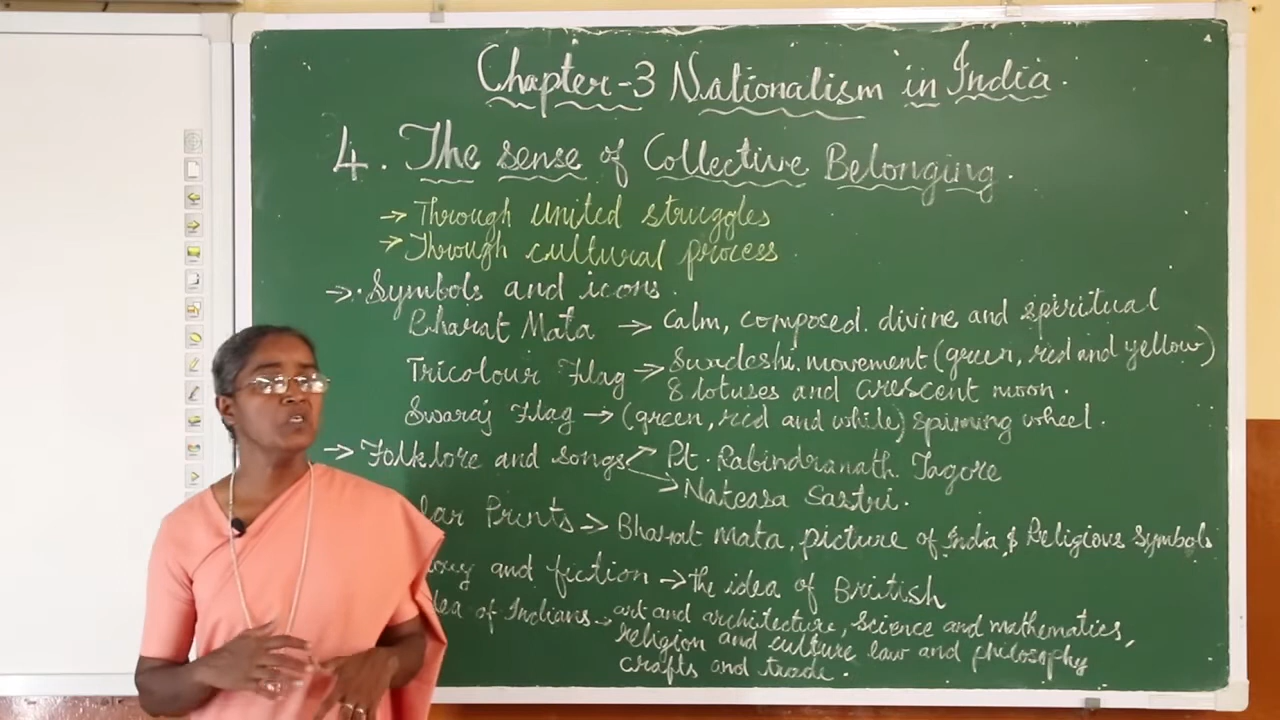 Chapter-3 Nationalism in India.
4. The sense of Collective Belonging.
→ Through united struggles
→ Through cultural process
→ Symbols and icons.
Bharat Mata → Calm, composed. divine and spiritual
Tricolour Flag → Swadeshi movement (green, red and yellow)
8 lotuses and crescent moon.
Swaraj Flag → (green, red and white) spinning wheel.
→ Folklore and songs Pt. Rabindranath Tagore
→ Natesa Sastri.
lar Prints > Bharat Mata, picture of India, & Religious Symbols
and fiction → the idea of British
dea of Indians → art and architecture, Science and mathematics,
religion and culture law and philosophy
crafts and trade.